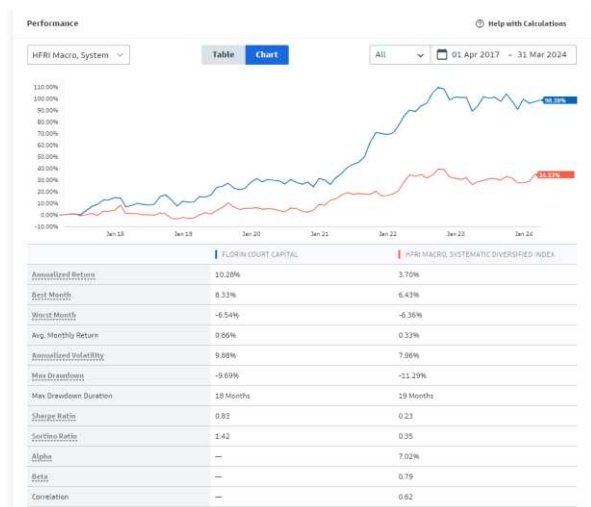 Performance
Help with Calculations
HFRI Macro, System
Table Chart
All
01 Apr 2017 – 31 Mar 2024
110.00%
100.00%
90.00%
80.00%
70.00%
60.00%
50.00%
40.00%
30.00%
20.00%
10.00%
0.00%
-10.00%
98.38%
34.33%
Jan 18 Jan 19 Jan 20 Jan 21 Jan 22 Jan 23 Jan 24
FLORIN COURT CAPITAL HFRI MACRO, SYSTEMATIC DIVERSIFIED INDEX
Annualized Return 10.28% 3.70%
Best Month 8.33% 6.43%
Worst Month -6.54% -6.36%
Avg. Monthly Return 0.86% 0.33%
Annualized Volatility 9.88% 7.96%
Max Drawdown -9.69% -11.29%
Max Drawdown Duration 18 Months 19 Months
Sharpe Ratio 0.83 0.23
Sortino Ratio 1.42 0.35
Alpha — 7.02%
Beta — 0.79
Correlation — 0.62